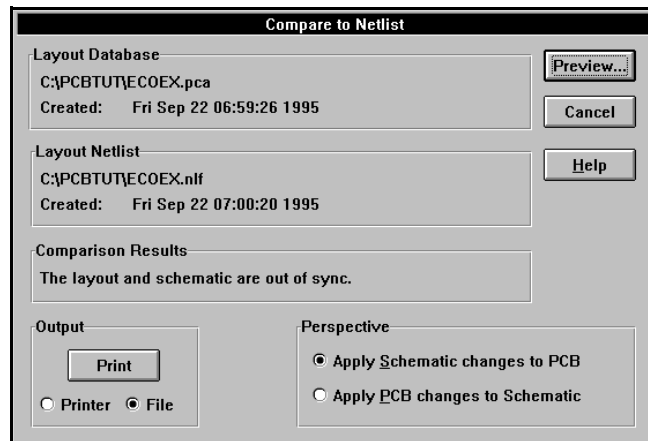 Compare to Netlist
Layout Database
C:\PCBTUT\ECOEX.pca
Created: Fri Sep 22 06:59:26 1995
Preview...
Cancel
Layout Netlist
C:\PCBTUT\ECOEX.nlf
Created: Fri Sep 22 07:00:20 1995
Help
Comparison Results
The layout and schematic are out of sync.
Output
Print
Printer File
Perspective
Apply Schematic changes to PCB
Apply PCB changes to Schematic